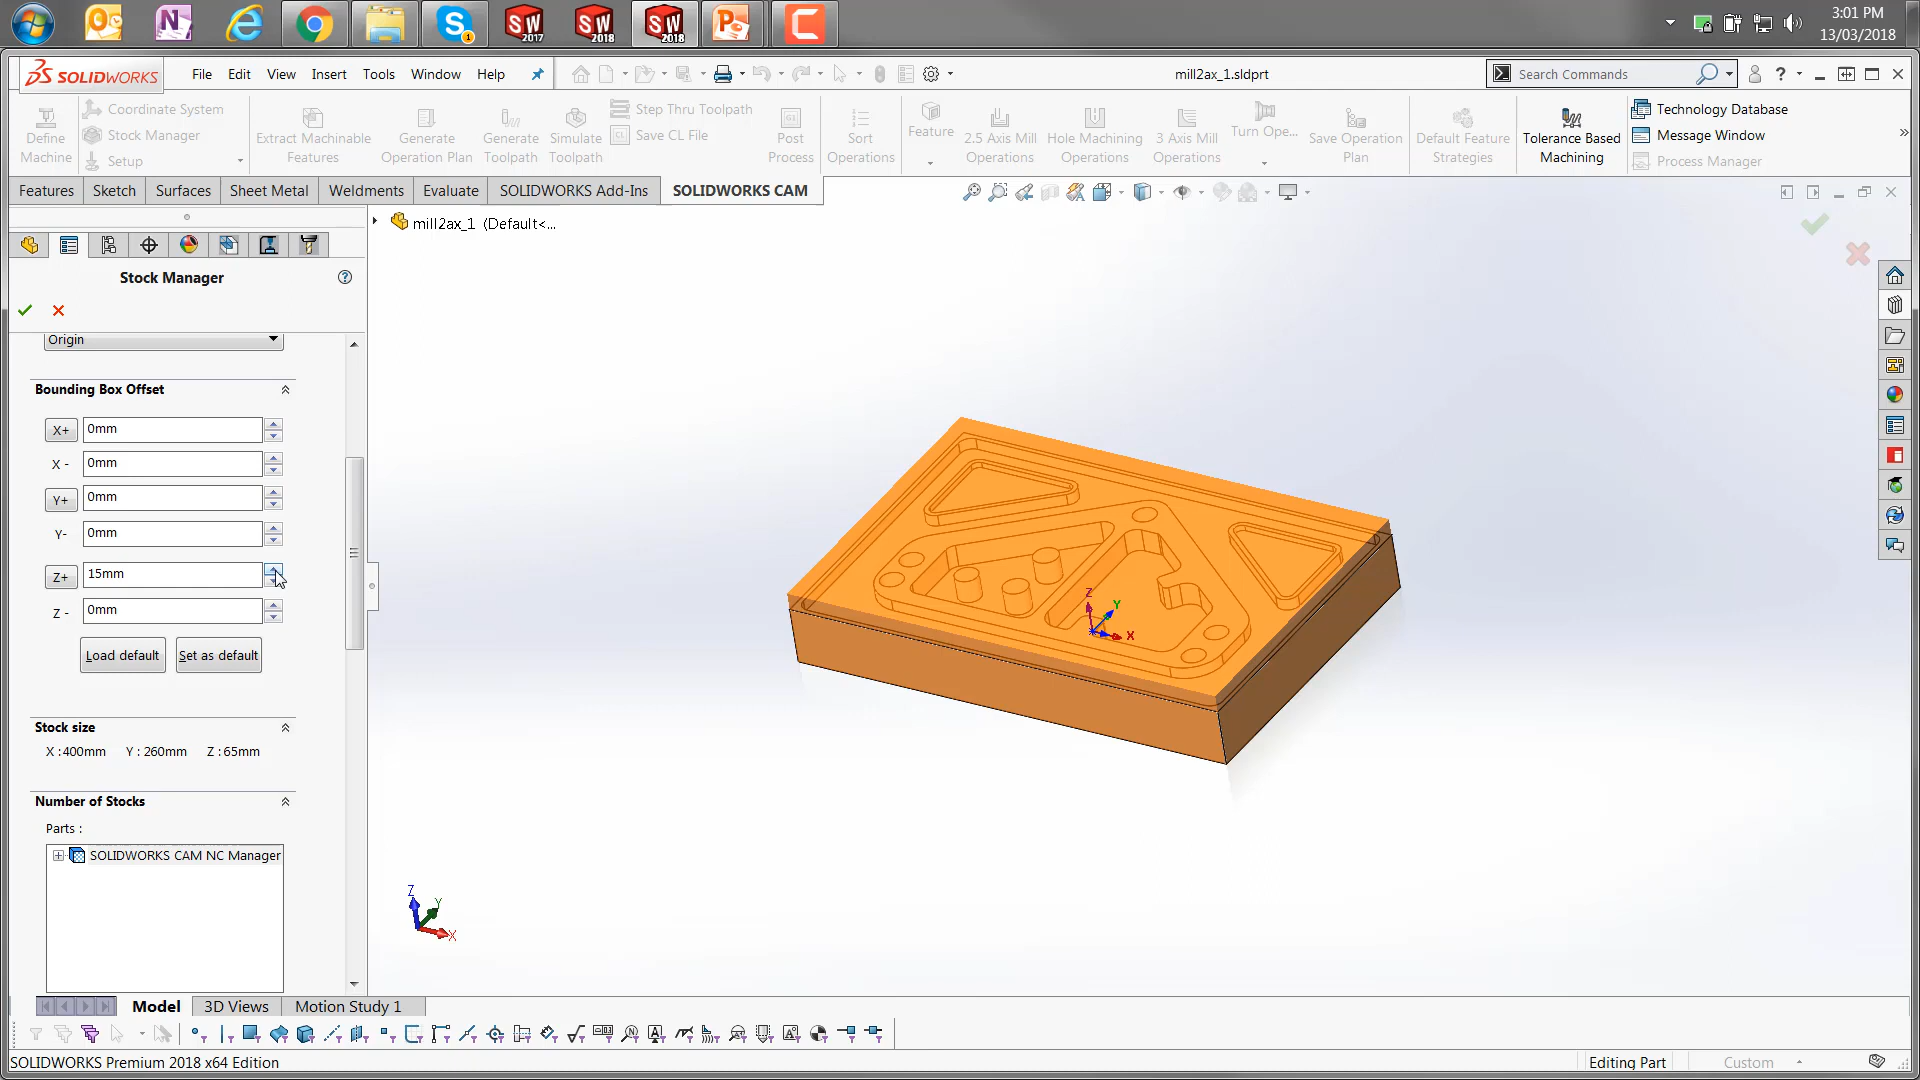 3:01 PM
13/03/2018
SW 2017
SW 2018
SW 2018
SOLIDWORKS
File Edit View Insert Tools Window Help
mill2ax_1.sldprt
Search Commands
Define Machine
Coordinate System
Stock Manager
Setup
Extract Machinable Features
Generate Operation Plan
Generate Toolpath
Simulate Toolpath
Step Thru Toolpath
Save CL File
Post Process
Sort Operations
Feature
2.5 Axis Mill Operations
Hole Machining Operations
3 Axis Mill Operations
Turn Ope...
Save Operation Plan
Default Feature Strategies
Tolerance Based Machining
Technology Database
Message Window
Process Manager
Features Sketch Surfaces Sheet Metal Weldments Evaluate SOLIDWORKS Add-Ins SOLIDWORKS CAM
mill2ax_1 (Default<...
Stock Manager
Origin
Bounding Box Offset
X+ 0mm
X - 0mm
Y+ 0mm
Y- 0mm
Z+ 15mm
Z - 0mm
Load default Set as default
Stock size
X :400mm Y : 260mm Z : 65mm
Number of Stocks
Parts :
SOLIDWORKS CAM NC Manager
Z
Y
X
Z
Y
X
Model 3D Views Motion Study 1
SOLIDWORKS Premium 2018 x64 Edition
Editing Part
Custom